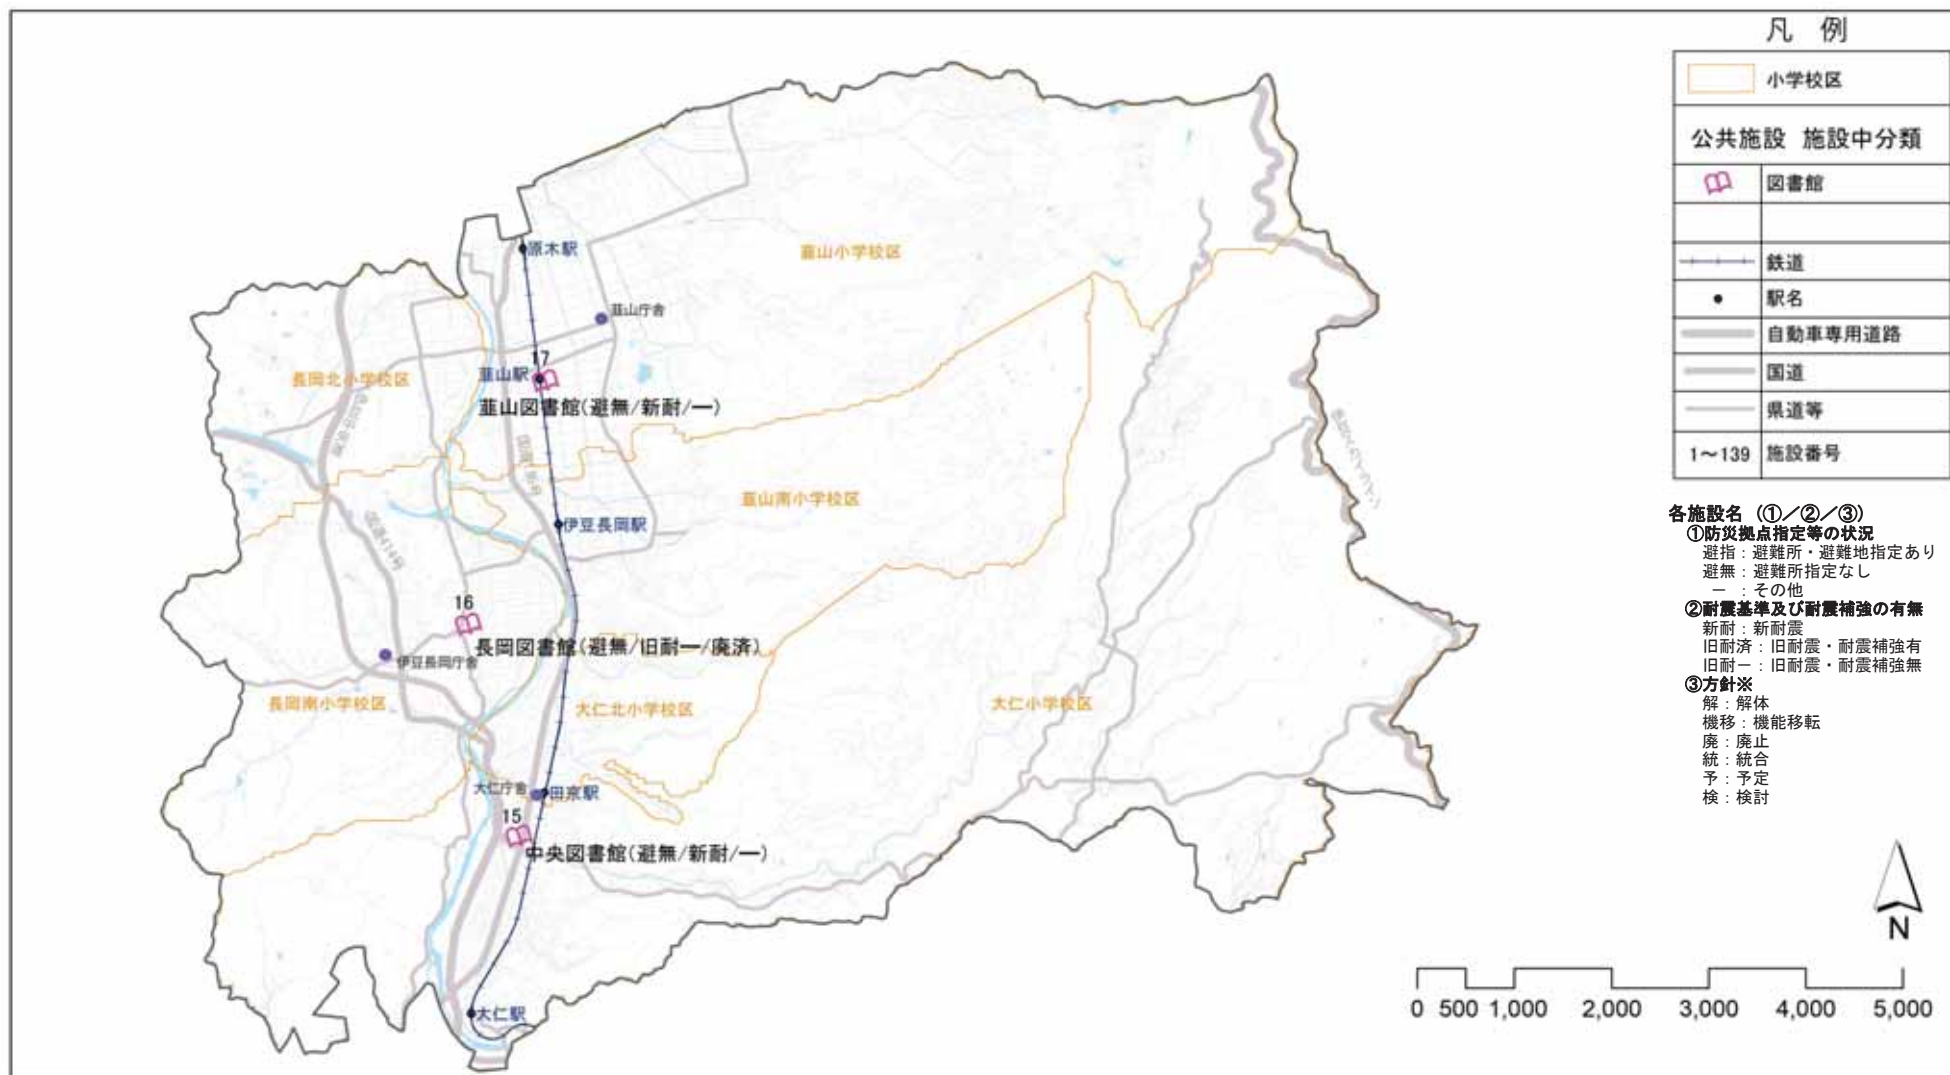 凡 例
小学校区
公共施設 施設中分類
図書館
鉄道
駅名
自動車専用道路
国道
県道等
1～139 施設番号
各施設名（①／②／③）
①防災拠点指定等の状況
避指：避難所・避難地指定あり
避無：避難所指定なし
－ ：その他
②耐震基準及び耐震補強の有無
新耐：新耐震
旧耐済：旧耐震・耐震補強有
旧耐－：旧耐震・耐震補強無
③方針※
解：解体
機移：機能移転
廃：廃止
統：統合
予：予定
検：検討
原木駅
韮山小学校区
韮山庁舎
17
韮山駅
長岡北小学校区
韮山図書館(避無/新耐/ー)
韮山南小学校区
伊豆長岡駅
国道414号
16
長岡図書館(避無/旧耐ー/廃済)
伊豆長岡庁舎
長岡南小学校区
大仁北小学校区
大仁小学校区
大仁庁舎
田京駅
15
中央図書館(避無/新耐/ー)
大仁駅
N
0 500 1,000 2,000 3,000 4,000 5,000